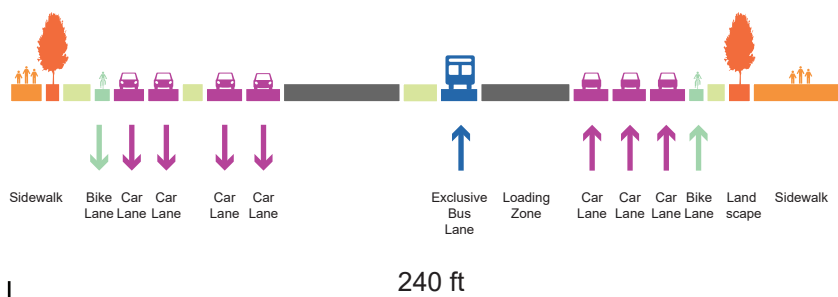 Sidewalk
Bike Lane
Car Lane
Car Lane
Car Lane
Car Lane
Exclusive Bus Lane
Loading Zone
Car Lane
Car Lane
Car Lane
Bike Lane
Land scape
Sidewalk
240 ft